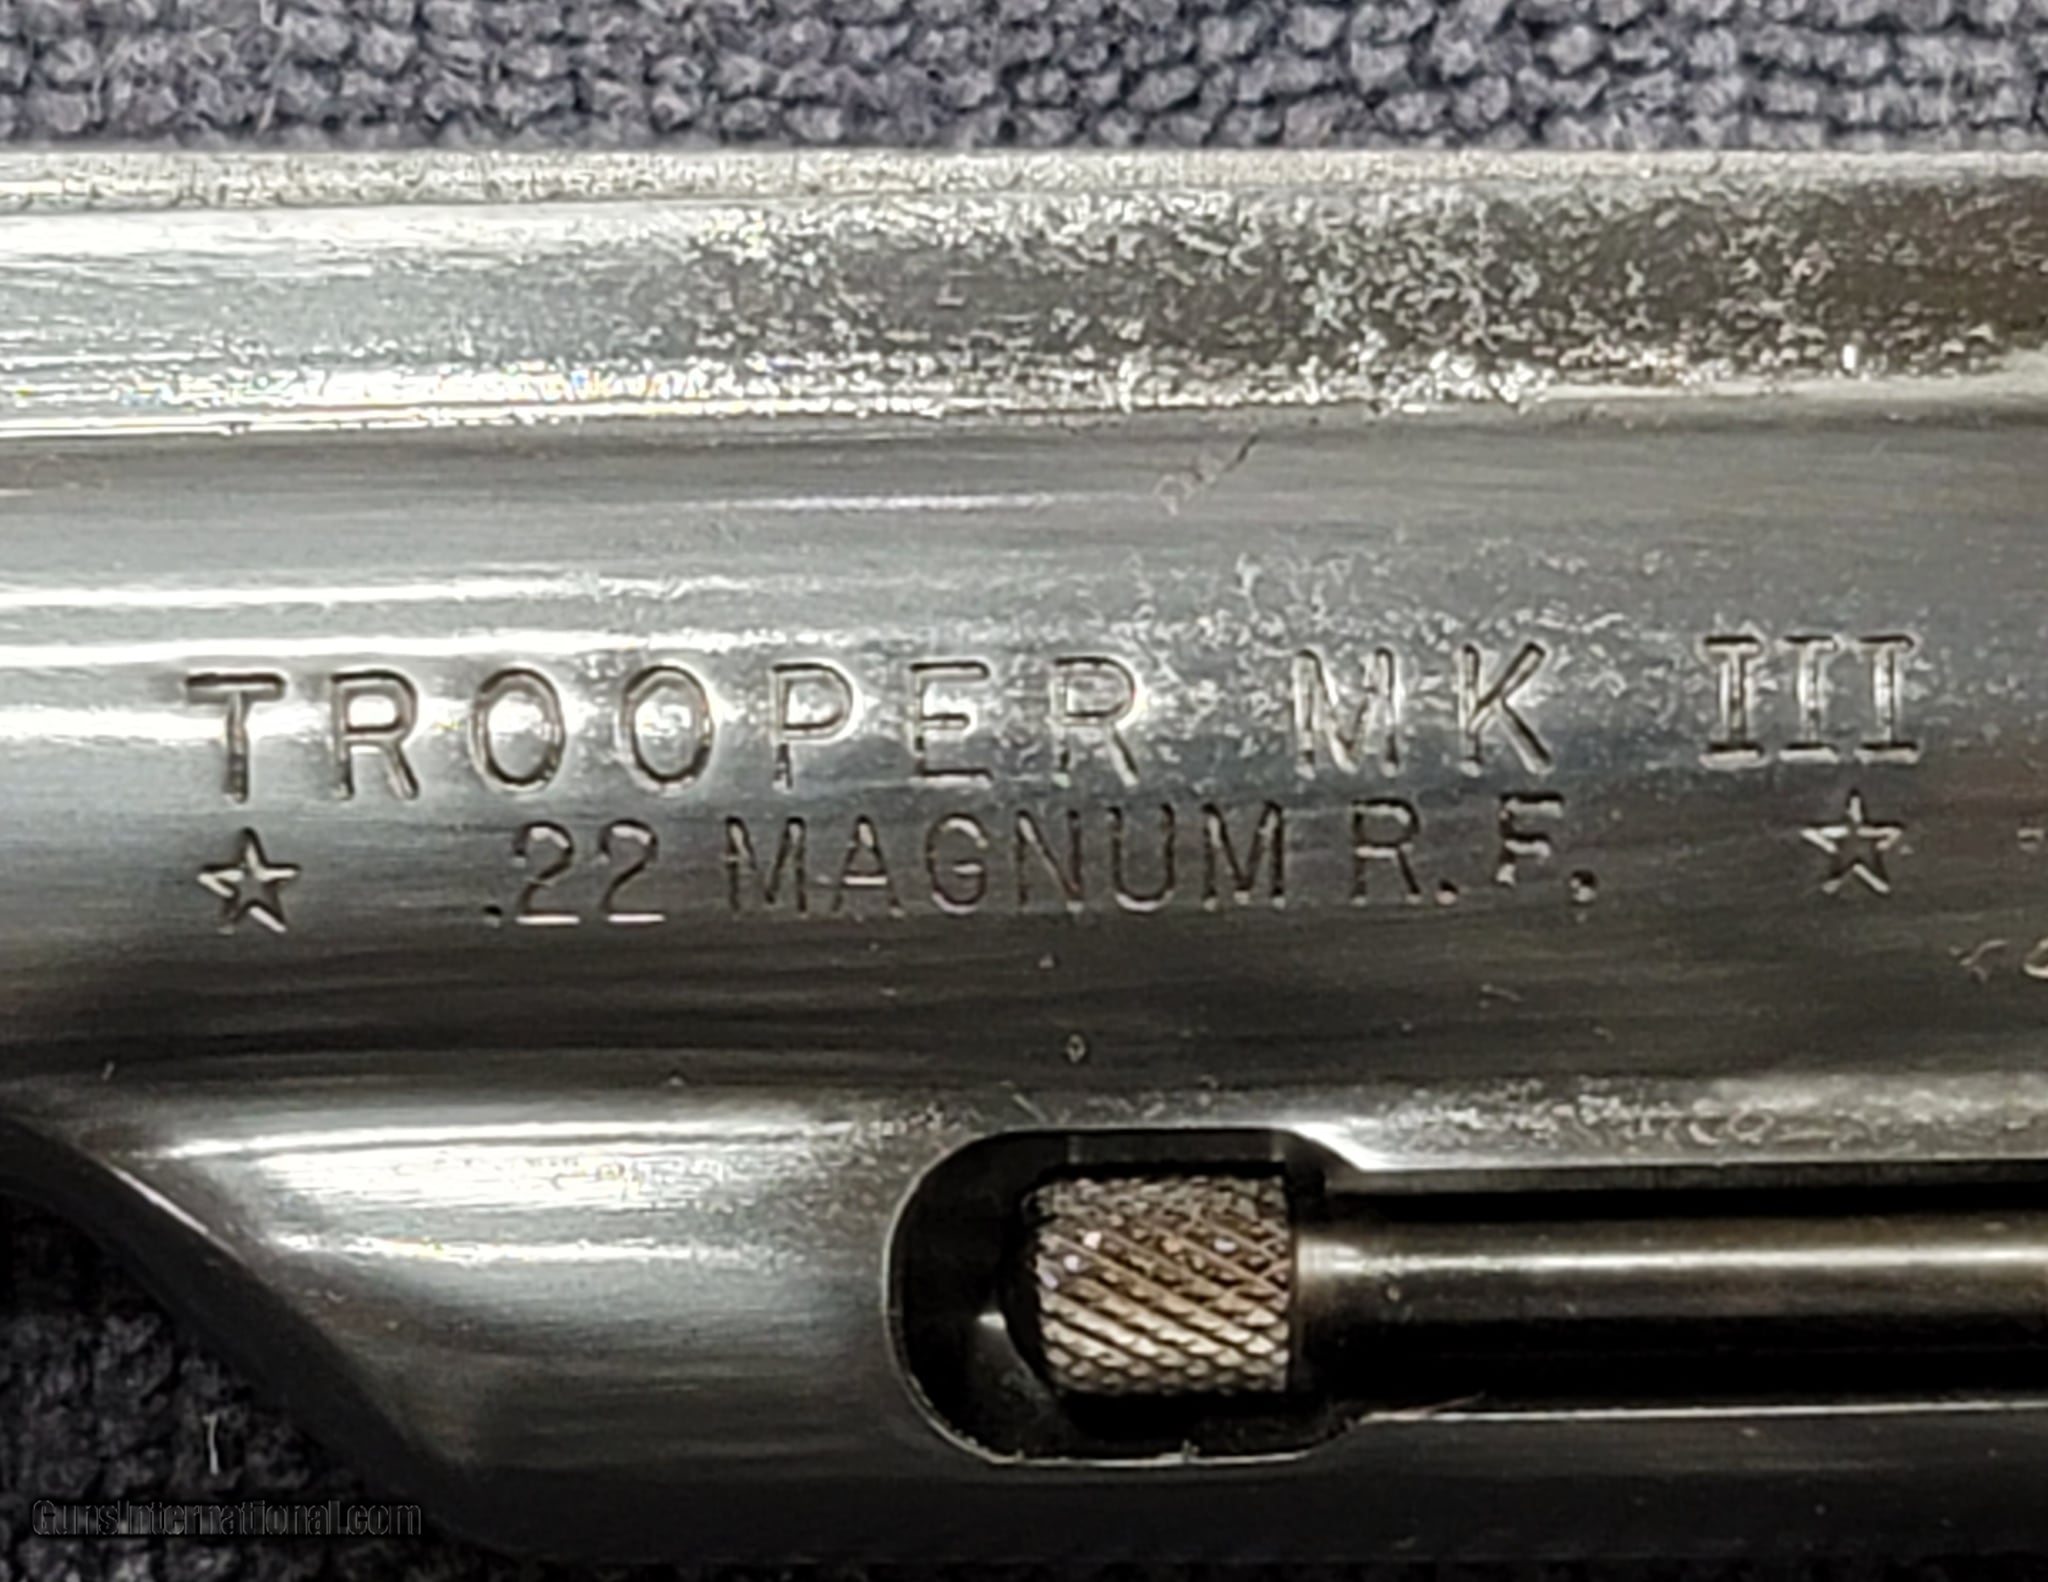 TROOPER MK III
☆ .22 MAGNUM R.F. ☆
GunsInternational.com